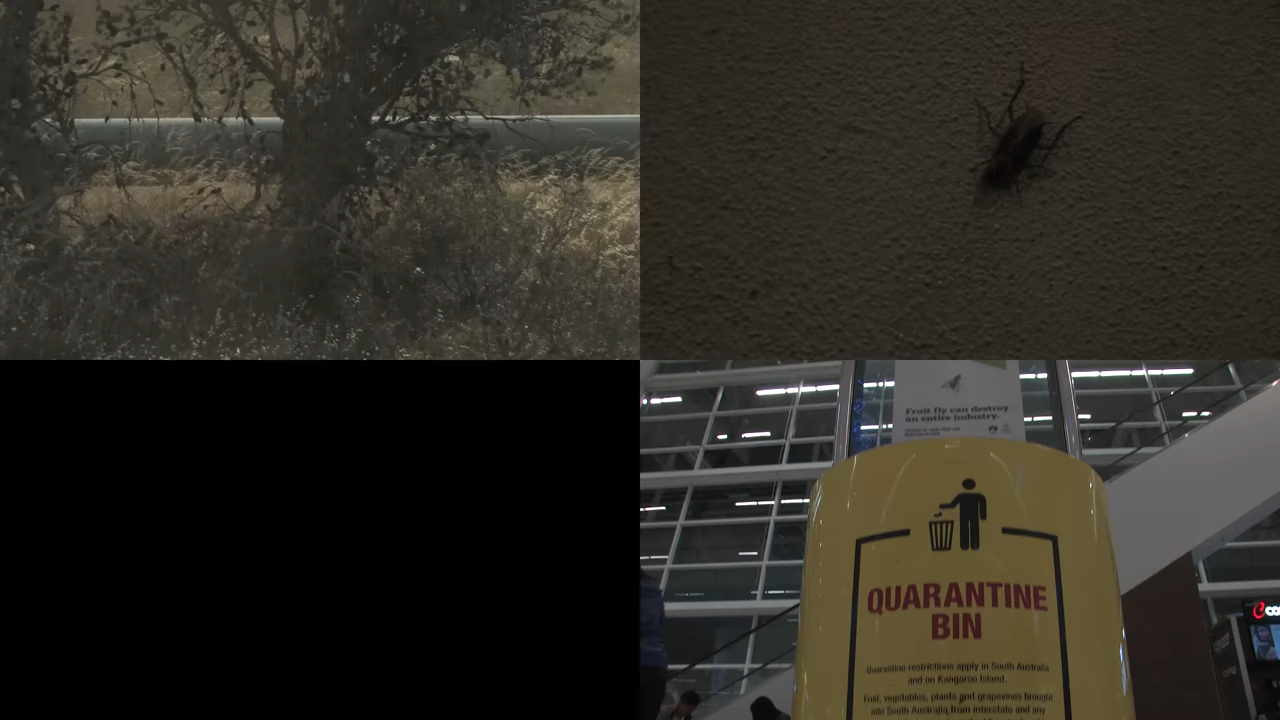 Fruit fly can destroy
an entire industry.
QUARANTINE
BIN
Quarantine restrictions apply in South Australia
and on Kangaroo Island.
Fruit, vegetables, plants and grapevines brought
into South Australia from interstate and any